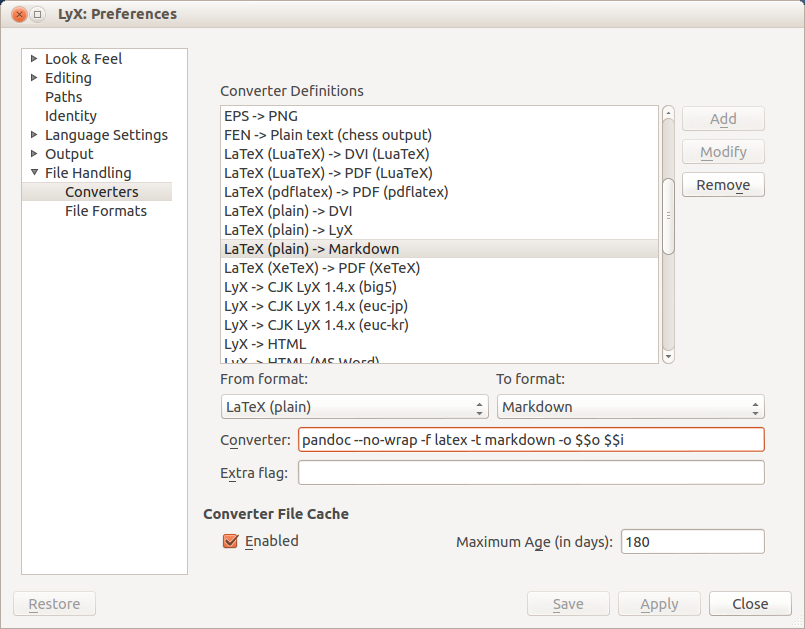 LyX: Preferences
Look & Feel
Editing
Paths
Identity
Language Settings
Output
File Handling
Converters
File Formats
Converter Definitions
EPS -> PNG
FEN -> Plain text (chess output)
LaTeX (LuaTeX) -> DVI (LuaTeX)
LaTeX (LuaTeX) -> PDF (LuaTeX)
LaTeX (pdflatex) -> PDF (pdflatex)
LaTeX (plain) -> DVI
LaTeX (plain) -> LyX
LaTeX (plain) -> Markdown
LaTeX (XeTeX) -> PDF (XeTeX)
LyX -> CJK LyX 1.4.x (big5)
LyX -> CJK LyX 1.4.x (euc-jp)
LyX -> CJK LyX 1.4.x (euc-kr)
LyX -> HTML
LyX -> HTML (MS Word)
Add
Modify
Remove
From format: To format:
LaTeX (plain) Markdown
Converter: pandoc --no-wrap -f latex -t markdown -o $$o $$i
Extra flag:
Converter File Cache
Enabled Maximum Age (in days): 180
Restore Save Apply Close